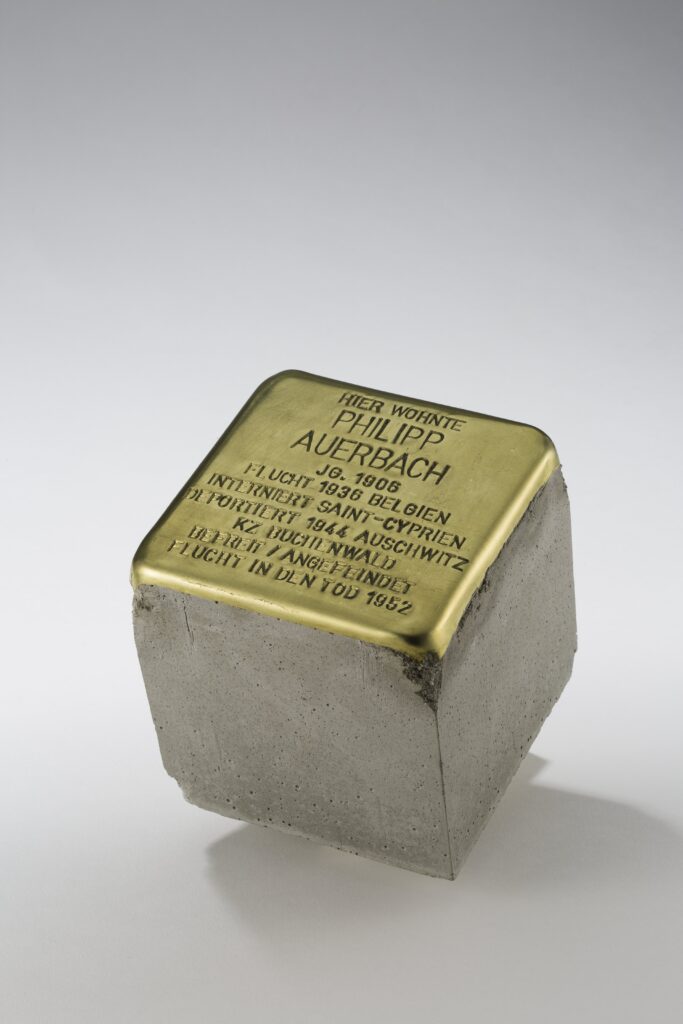 HIER WOHNTE
PHILIPP
AUERBACH
JG. 1906
FLUCHT 1936 BELGIEN
INTERNIERT SAINT-CYPRIEN
DEPORTIERT 1944 AUSCHWITZ
KZ BUCHENWALD
BEFREIT / ANGEFEINDET
FLUCHT IN DEN TOD 1952